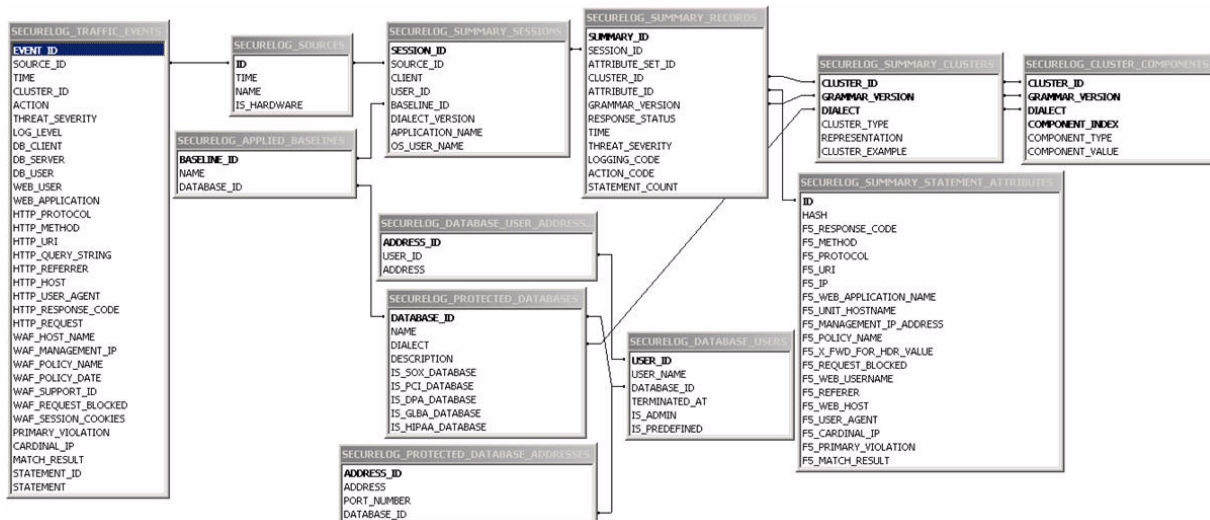 SECURELOG_TRAFFIC_EVENTS
EVENT_ID
SOURCE_ID
TIME
CLUSTER_ID
ACTION
THREAT_SEVERITY
LOG_LEVEL
DB_CLIENT
DB_SERVER
DB_USER
WEB_USER
WEB_APPLICATION
HTTP_PROTOCOL
HTTP_METHOD
HTTP_URI
HTTP_QUERY_STRING
HTTP_REFERRER
HTTP_HOST
HTTP_USER_AGENT
HTTP_RESPONSE_CODE
HTTP_REQUEST
WAF_HOST_NAME
WAF_MANAGEMENT_IP
WAF_POLICY_NAME
WAF_POLICY_DATE
WAF_SUPPORT_ID
WAF_REQUEST_BLOCKED
WAF_SESSION_COOKIES
PRIMARY_VIOLATION
CARDINAL_IP
MATCH_RESULT
STATEMENT_ID
STATEMENT
SECURELOG_SOURCES
ID
TIME
NAME
IS_HARDWARE
SECURELOG_APPLIED_BASELINES
BASELINE_ID
NAME
DATABASE_ID
SECURELOG_SUMMARY_SESSIONS
SESSION_ID
SOURCE_ID
CLIENT
USER_ID
BASELINE_ID
DIALECT_VERSION
APPLICATION_NAME
OS_USER_NAME
SECURELOG_SUMMARY_RECORDS
SUMMARY_ID
SESSION_ID
ATTRIBUTE_SET_ID
CLUSTER_ID
ATTRIBUTE_ID
GRAMMAR_VERSION
RESPONSE_STATUS
TIME
THREAT_SEVERITY
LOGGING_CODE
ACTION_CODE
STATEMENT_COUNT
SECURELOG_SUMMARY_CLUSTERS
CLUSTER_ID
GRAMMAR_VERSION
DIALECT
CLUSTER_TYPE
REPRESENTATION
CLUSTER_EXAMPLE
SECURELOG_CLUSTER_COMPONENTS
CLUSTER_ID
GRAMMAR_VERSION
DIALECT
COMPONENT_INDEX
COMPONENT_TYPE
COMPONENT_VALUE
SECURELOG_DATABASE_USER_ADDRESS...
ADDRESS_ID
USER_ID
ADDRESS
SECURELOG_PROTECTED_DATABASES
DATABASE_ID
NAME
DIALECT
DESCRIPTION
IS_SOX_DATABASE
IS_PCI_DATABASE
IS_DPA_DATABASE
IS_GLBA_DATABASE
IS_HIPAA_DATABASE
SECURELOG_DATABASE_USERS
USER_ID
USER_NAME
DATABASE_ID
TERMINATED_AT
IS_ADMIN
IS_PREDEFINED
SECURELOG_PROTECTED_DATABASE_ADDRESSES
ADDRESS_ID
ADDRESS
PORT_NUMBER
DATABASE_ID
SECURELOG_SUMMARY_STATEMENT_ATTRIBUTES
ID
HASH
F5_RESPONSE_CODE
F5_METHOD
F5_PROTOCOL
F5_URI
F5_IP
F5_WEB_APPLICATION_NAME
F5_UNIT_HOSTNAME
F5_MANAGEMENT_IP_ADDRESS
F5_POLICY_NAME
F5_X_FWD_FOR_HDR_VALUE
F5_REQUEST_BLOCKED
F5_WEB_USERNAME
F5_REFERER
F5_WEB_HOST
F5_USER_AGENT
F5_CARDINAL_IP
F5_PRIMARY_VIOLATION
F5_MATCH_RESULT